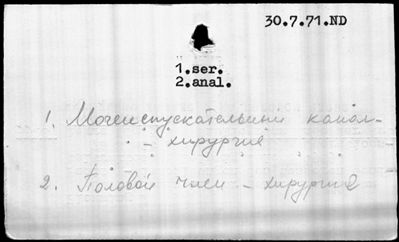 30.7.71.ND
1.ser.
2.anal.
1. Мочеиспускательный канал-
- хирургия
2. Половой член - хирургия